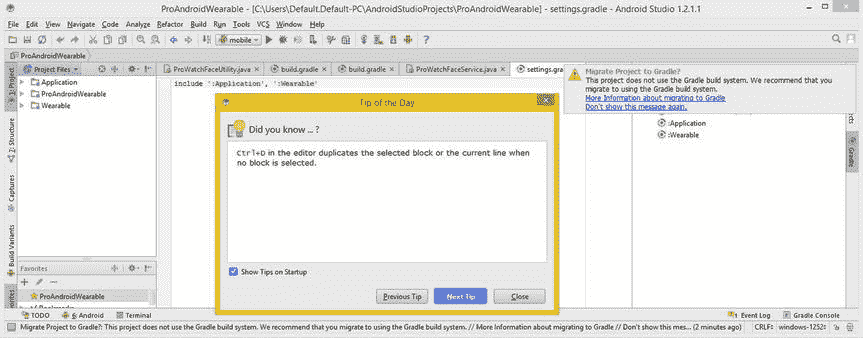 ProAndroidWearable - [C:\Users\Default.Default-PC\AndroidStudioProjects\ProAndroidWearable] - settings.gradle - Android Studio 1.2.1.1
File Edit View Navigate Code Analyze Refactor Build Run Tools VCS Window Help
mobile
ProAndroidWearable
Project Files
ProWatchFaceUtility.java build.gradle build.gradle ProWatchFaceService.java settings.gra
Application
ProAndroidWearable
Wearable
include ':Application', ':Wearable'
Migrate Project to Gradle?
This project does not use the Gradle build system. We recommend that you
migrate to using the Gradle build system.
More Information about migrating to Gradle
Don't show this message again.
:Application
:Wearable
1: Project
Z: Structure
Captures
Build Variants
Gradle
Tip of the Day
Did you know ... ?
Ctrl+D in the editor duplicates the selected block or the current line when
no block is selected.
Show Tips on Startup
Previous Tip Next Tip Close
Favorites
ProAndroidWearable
TODO 6: Android Terminal
1 Event Log Gradle Console
Migrate Project to Gradle?: This project does not use the Gradle build system. We recommend that you migrate to using the Gradle build system. // More Information about migrating to Gradle // Don't show this mes... (2 minutes ago) CRLF÷ windows-1252÷